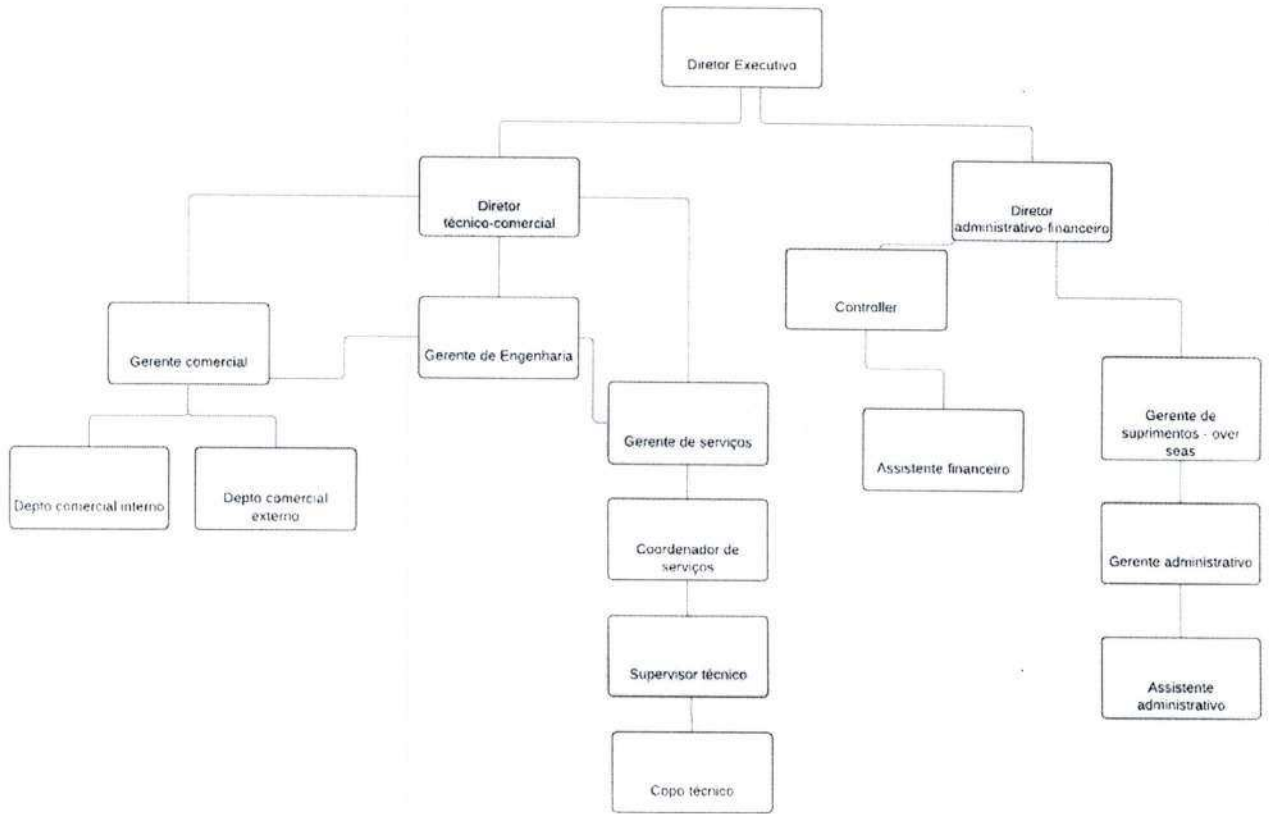 Diretor Executivo
Diretor
técnico-comercial
Diretor
administrativo-financeiro
Controller
Gerente comercial
Gerente de Engenharia
Gerente de serviços
Gerente de
suprimentos - over
seas
Assistente financeiro
Depto comercial interno
Depto comercial
externo
Coordenador de
serviços
Gerente administrativo
Supervisor técnico
Assistente
administrativo
Copo técnico